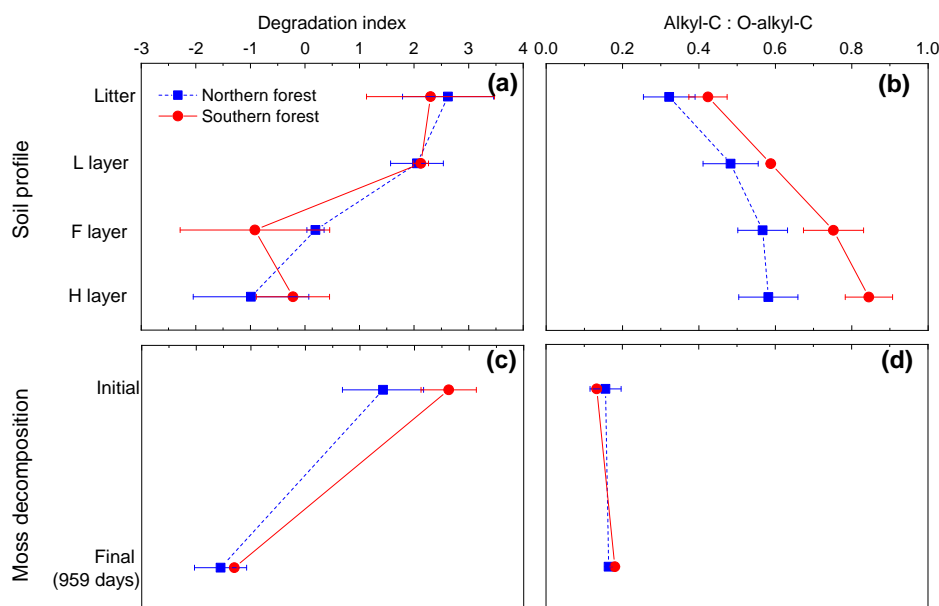 Degradation index
Alkyl-C : O-alkyl-C
-3 -2 -1 0 1 2 3 4
0.0 0.2 0.4 0.6 0.8 1.0
(a)
(b)
Litter
Northern forest
Southern forest
L layer
F layer
H layer
Soil profile
(c)
(d)
Initial
Final
(959 days)
Moss decomposition